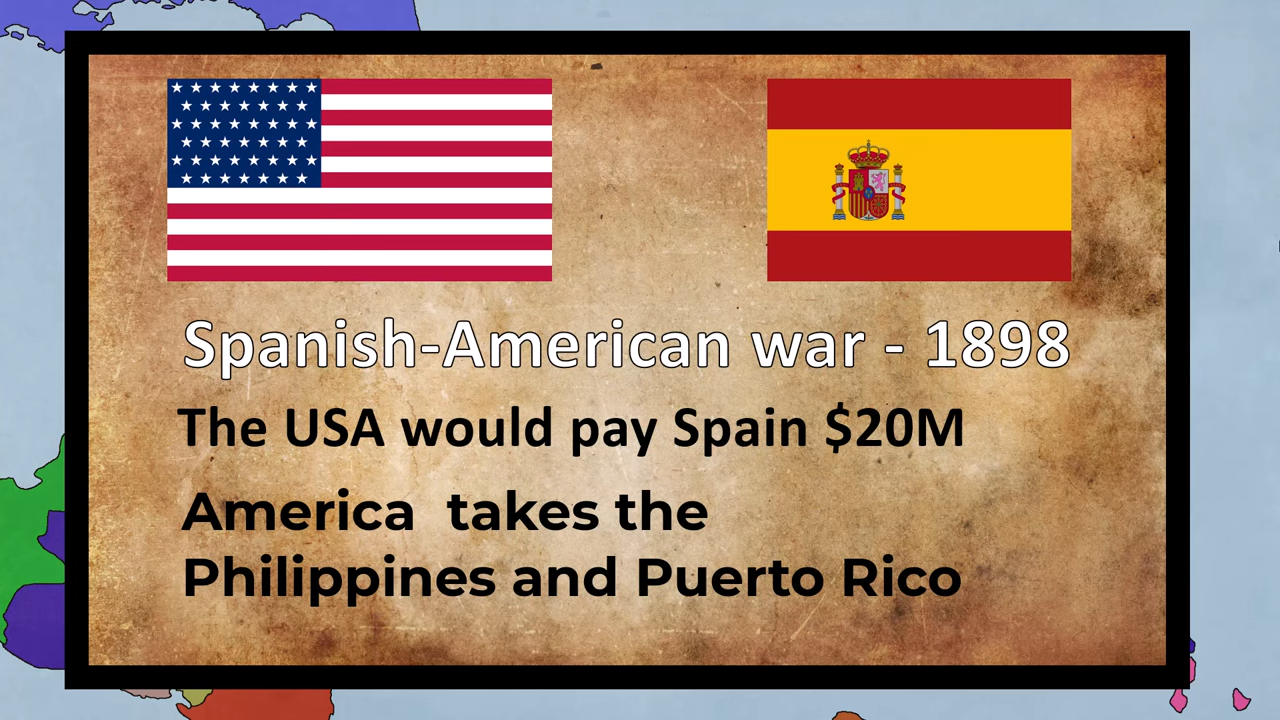 Spanish-American war - 1898
The USA would pay Spain $20M
America takes the
Philippines and Puerto Rico